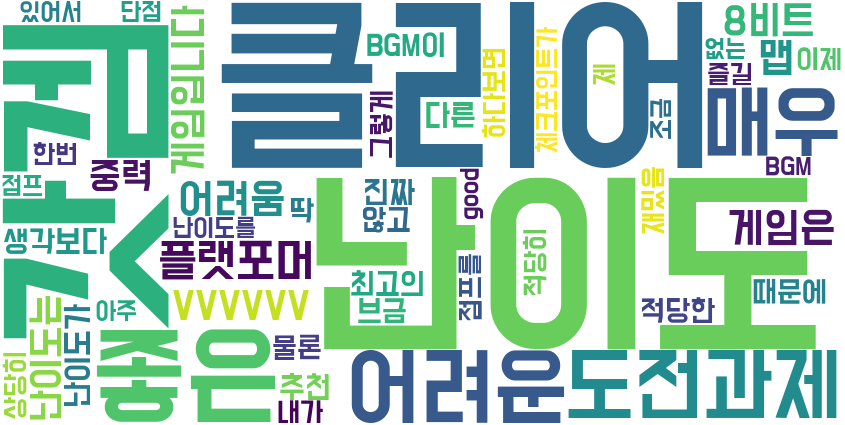 있어서
단점
갓겜
게임입니다
클리어
BGM이
8비트
없는
맵
이제
즐길
제
체크포인트가
하다보면
다른
그렇게
조금
매우
BGM
한번
중력
점프
생각보다
어려움
딱
난이도를
진짜
않고
good
난이도
적당히
재밌음
게임은
플랫포머
VVVVVV
최고의
브금
점프를
적당한
때문에
아주
난이도가
난이도는
상당히
좋은
물론
추천
내가
어려운
도전과제